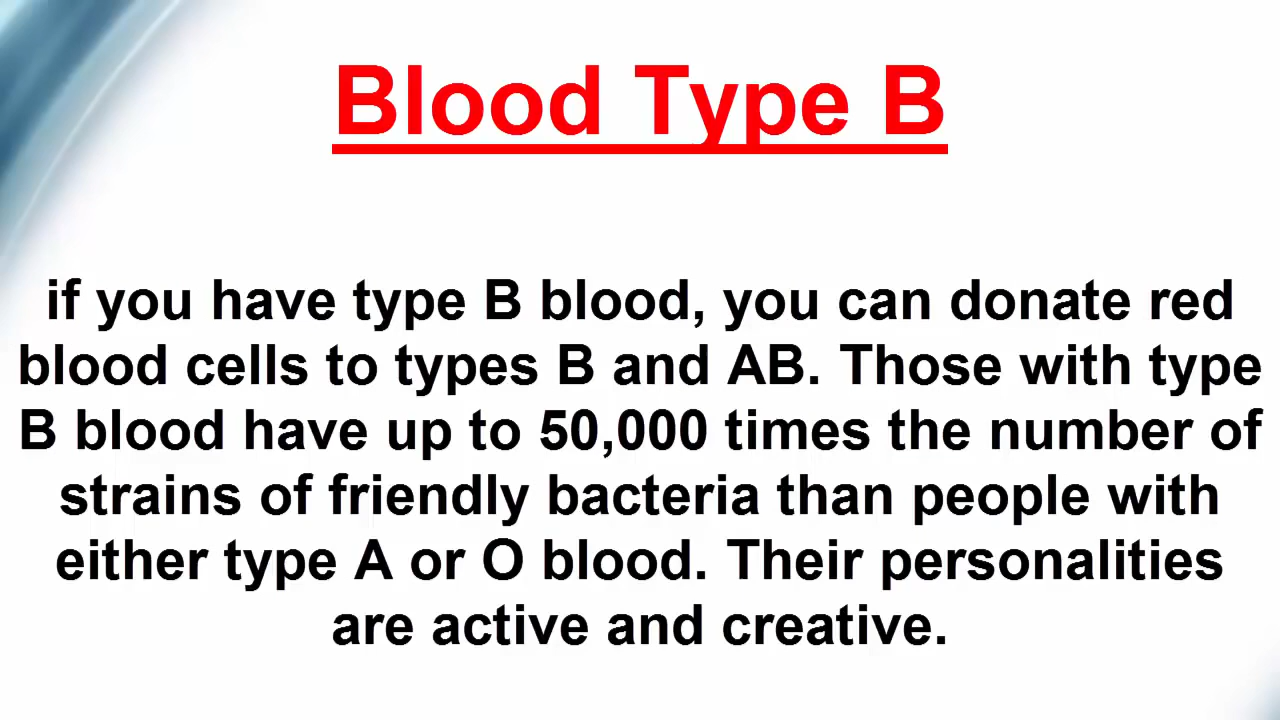 Blood Type B
if you have type B blood, you can donate red
blood cells to types B and AB. Those with type
B blood have up to 50,000 times the number of
strains of friendly bacteria than people with
either type A or O blood. Their personalities
are active and creative.